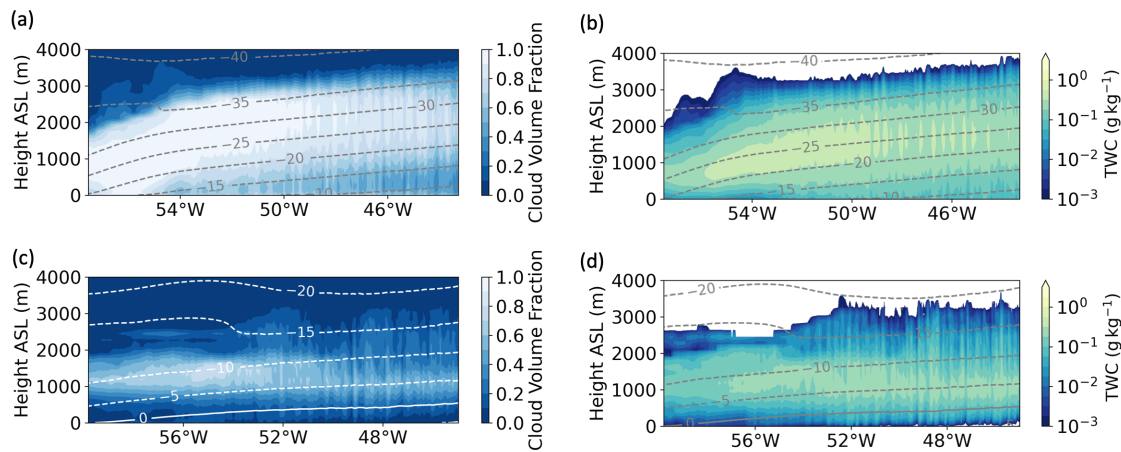 (a)
(b)
4000
3000
2000
1000
0
Height ASL (m)
−40
−35
−30
−25
−20
−15
−10
54°W
50°W
46°W
1.0
0.8
0.6
0.4
0.2
0.0
Cloud Volume Fraction
4000
3000
2000
1000
0
Height ASL (m)
−40
−35
−30
−25
−20
−15
−10
54°W
50°W
46°W
10⁰
10⁻¹
10⁻²
10⁻³
TWC (g kg⁻¹)
(c)
(d)
4000
3000
2000
1000
0
Height ASL (m)
−20
−15
−10
−5
0
56°W
52°W
48°W
1.0
0.8
0.6
0.4
0.2
0.0
Cloud Volume Fraction
4000
3000
2000
1000
0
Height ASL (m)
−20
−15
−10
−5
0
56°W
52°W
48°W
10⁰
10⁻¹
10⁻²
10⁻³
TWC (g kg⁻¹)